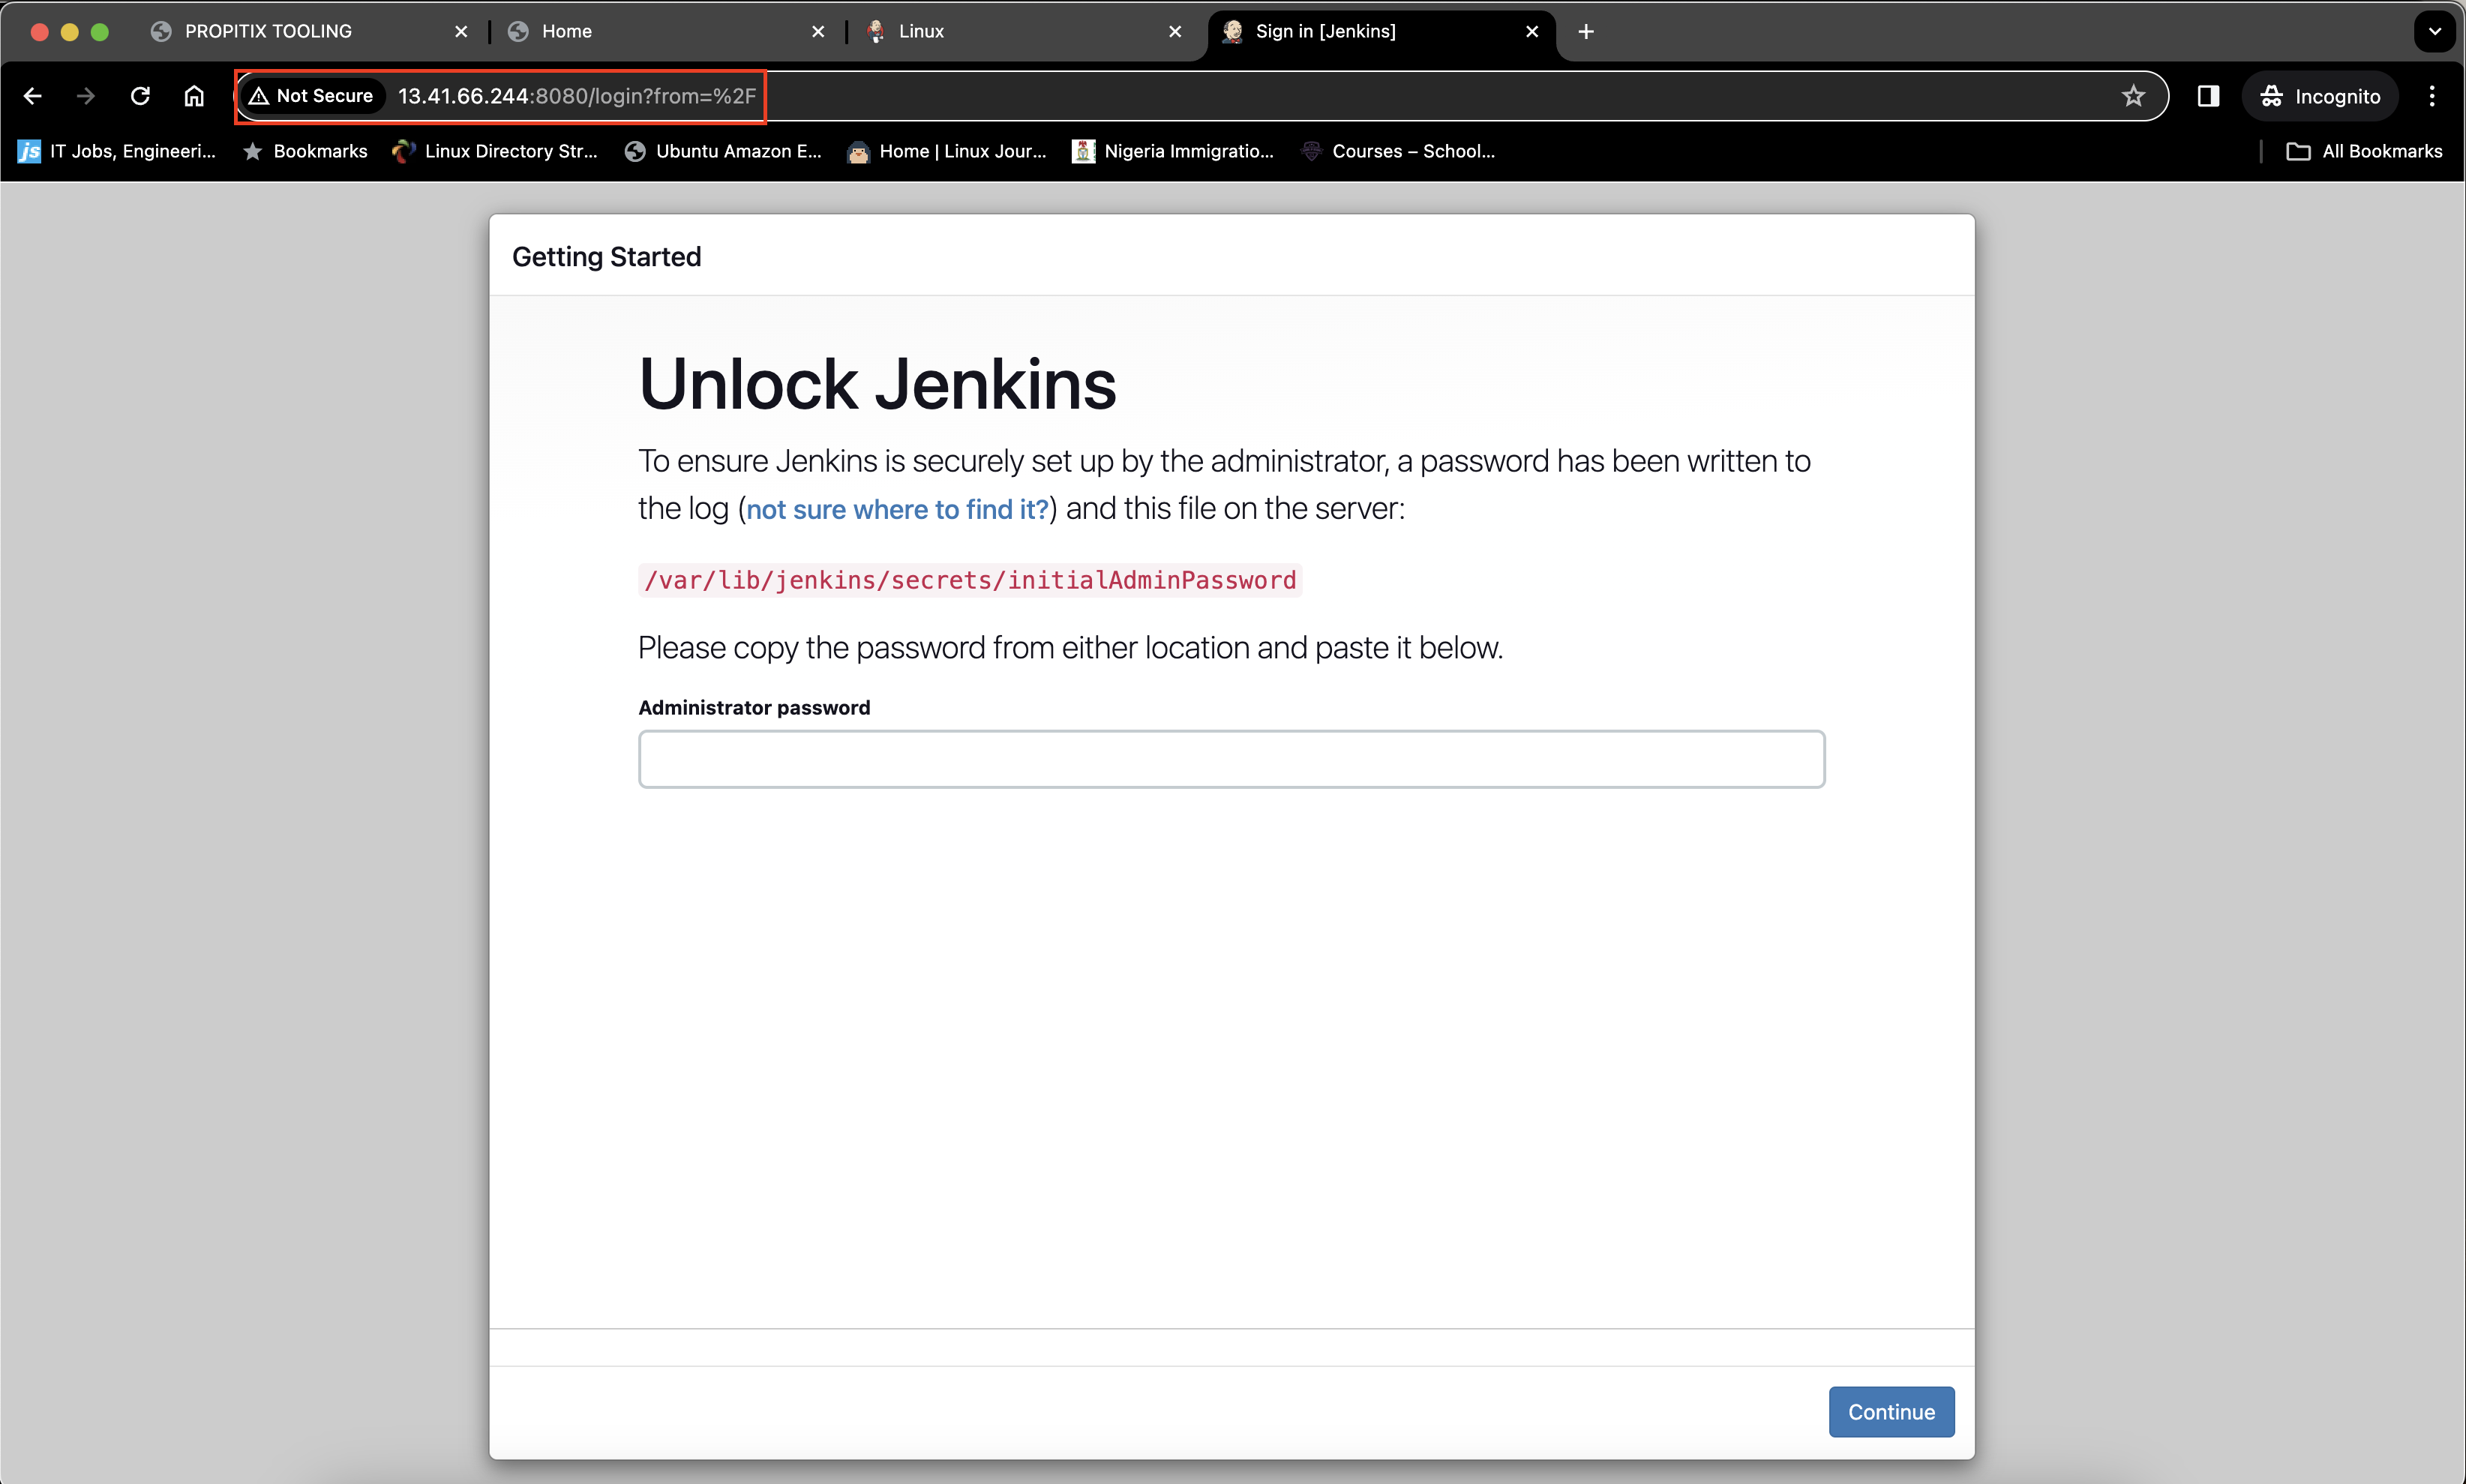 PROPITIX TOOLING
Home
Linux
Sign in [Jenkins]
Not Secure
13.41.66.244:8080/login?from=%2F
Incognito
js IT Jobs, Engineeri...
Bookmarks
Linux Directory Str...
Ubuntu Amazon E...
Home | Linux Jour...
Nigeria Immigratio...
Courses – School...
All Bookmarks
Getting Started
Unlock Jenkins
To ensure Jenkins is securely set up by the administrator, a password has been written to
the log (not sure where to find it?) and this file on the server:
/var/lib/jenkins/secrets/initialAdminPassword
Please copy the password from either location and paste it below.
Administrator password
Continue